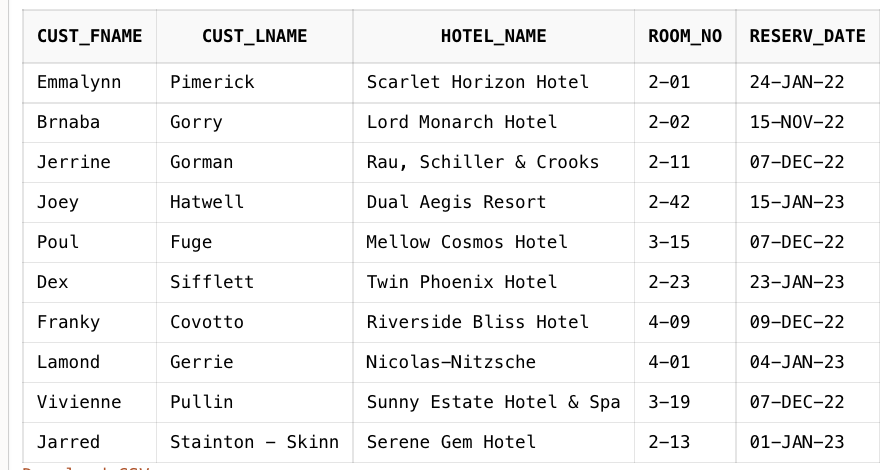 CUST_FNAME CUST_LNAME HOTEL_NAME ROOM_NO RESERV_DATE
Emmalynn Pimerick Scarlet Horizon Hotel 2-01 24-JAN-22
Brnaba Gorry Lord Monarch Hotel 2-02 15-NOV-22
Jerrine Gorman Rau, Schiller & Crooks 2-11 07-DEC-22
Joey Hatwell Dual Aegis Resort 2-42 15-JAN-23
Poul Fuge Mellow Cosmos Hotel 3-15 07-DEC-22
Dex Sifflett Twin Phoenix Hotel 2-23 23-JAN-23
Franky Covotto Riverside Bliss Hotel 4-09 09-DEC-22
Lamond Gerrie Nicolas-Nitzsche 4-01 04-JAN-23
Vivienne Pullin Sunny Estate Hotel & Spa 3-19 07-DEC-22
Jarred Stainton - Skinn Serene Gem Hotel 2-13 01-JAN-23